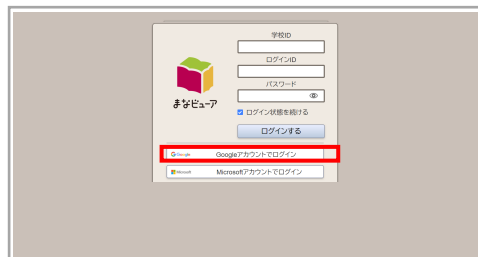 学校ID
ログインID
パスワード
まなビューア
ログイン状態を続ける
ログインする
Google Googleアカウントでログイン
Microsoft Microsoftアカウントでログイン